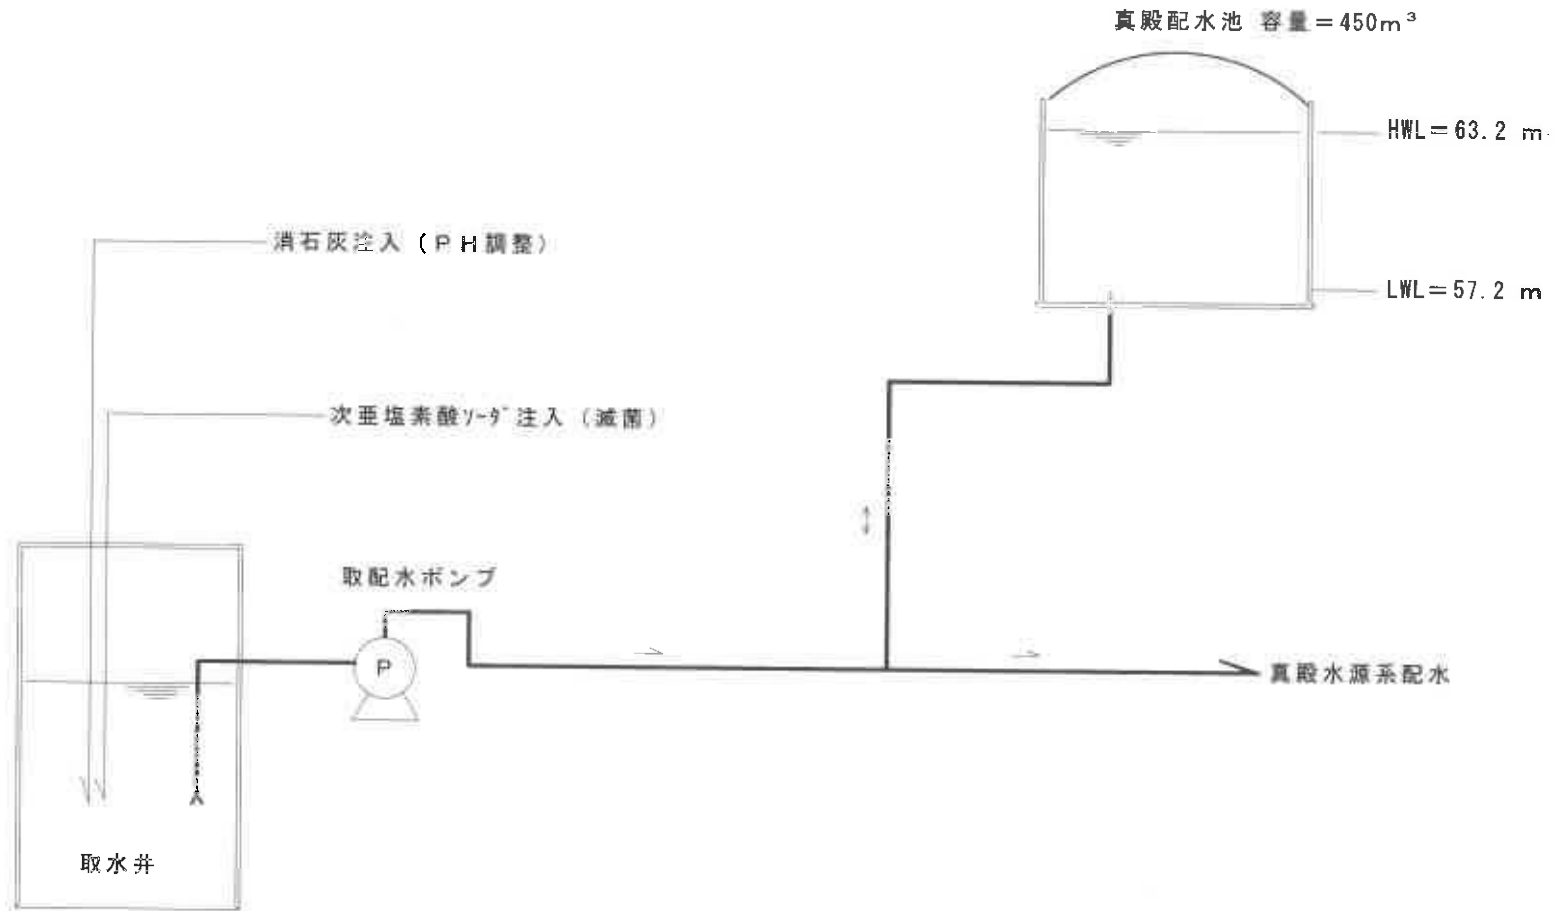 真殿配水池 容量＝450ｍ³
HWL＝63.2 ｍ
消石灰注入（ＰＨ調整）
LWL＝57.2 ｍ
次亜塩素酸ｿｰﾀﾞ注入（滅菌）
取配水ポンプ
P
真殿水源系配水
取水井